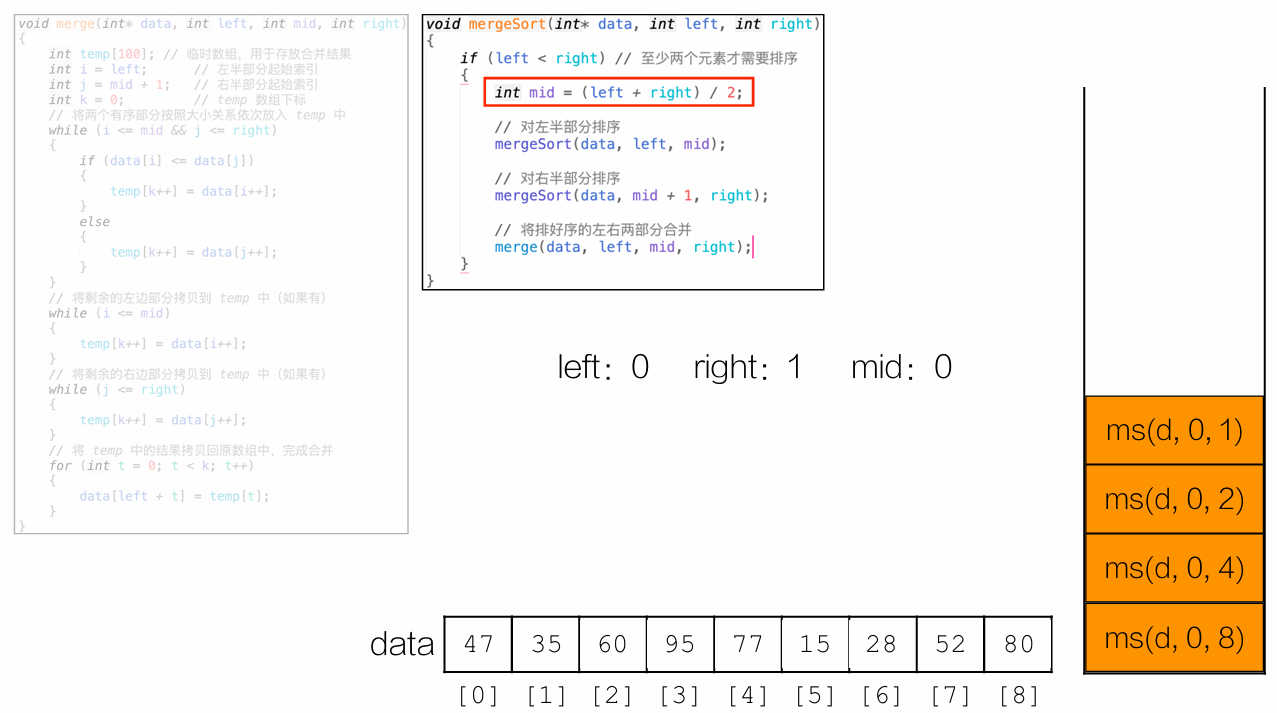 void merge(int* data, int left, int mid, int right)
{
    int temp[100]; // 临时数组，用于存放合并结果
    int i = left;      // 左半部分起始索引
    int j = mid + 1;   // 右半部分起始索引
    int k = 0;         // temp 数组下标
    // 将两个有序部分按照大小关系依次放入 temp 中
    while (i <= mid && j <= right)
    {
        if (data[i] <= data[j])
        {
            temp[k++] = data[i++];
        }
        else
        {
            temp[k++] = data[j++];
        }
    }
    // 将剩余的左边部分拷贝到 temp 中（如果有）
    while (i <= mid)
    {
        temp[k++] = data[i++];
    }
    // 将剩余的右边部分拷贝到 temp 中（如果有）
    while (j <= right)
    {
        temp[k++] = data[j++];
    }
    // 将 temp 中的结果拷贝回原数组中，完成合并
    for (int t = 0; t < k; t++)
    {
        data[left + t] = temp[t];
    }
}
void mergeSort(int* data, int left, int right)
{
    if (left < right) // 至少两个元素才需要排序
    {
        int mid = (left + right) / 2;
        // 对左半部分排序
        mergeSort(data, left, mid);
        // 对右半部分排序
        mergeSort(data, mid + 1, right);
        // 将排好序的左右两部分合并
        merge(data, left, mid, right);
    }
}
left: 0 right: 1 mid: 0
ms(d, 0, 1)
ms(d, 0, 2)
ms(d, 0, 4)
ms(d, 0, 8)
data 47 35 60 95 77 15 28 52 80
[0] [1] [2] [3] [4] [5] [6] [7] [8]